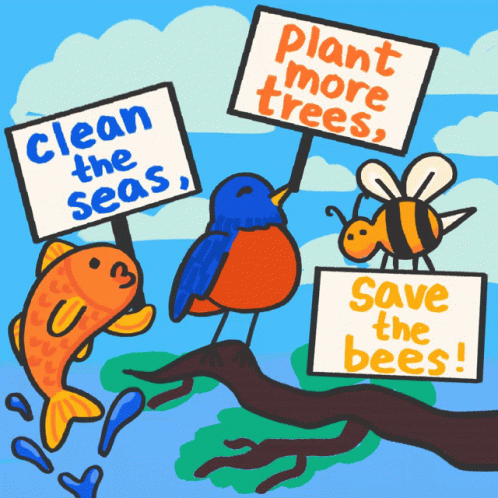 clean
the
seas,
plant
more
trees,
save
the
bees!